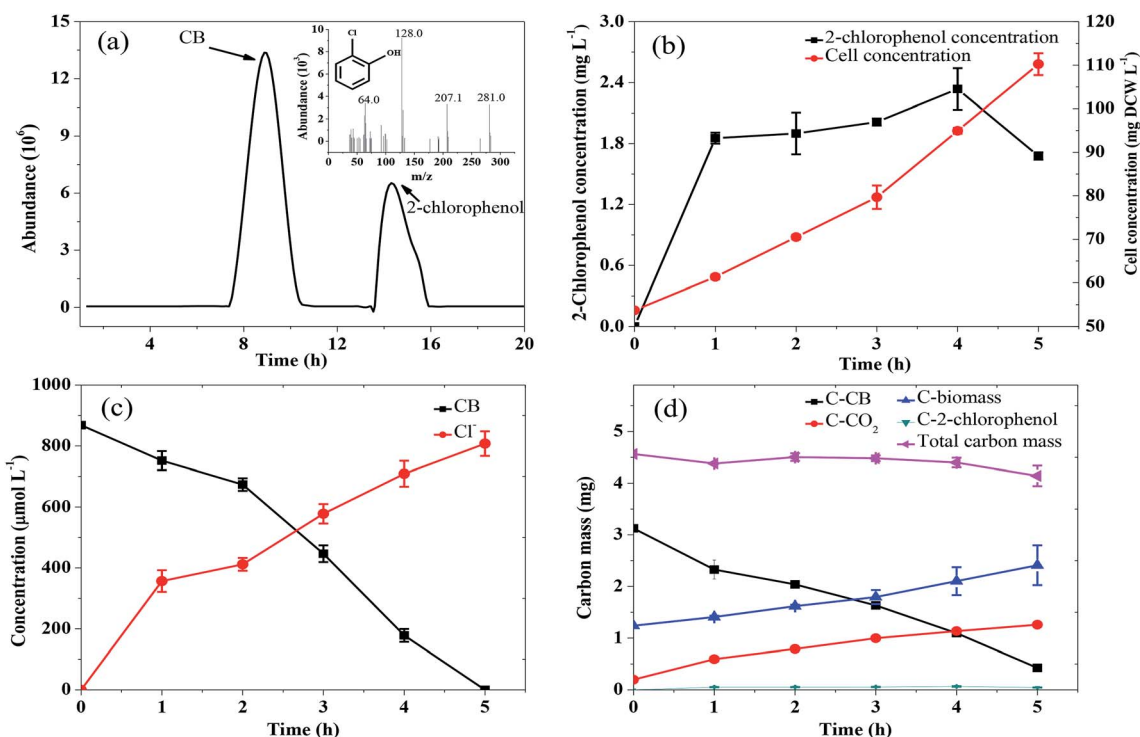 (a)
CB
2-chlorophenol
Abundance (10⁶)
15
12
9
6
3
0
4
8
12
16
20
Time (h)
Cl
OH
128.0
64.0
207.1
281.0
Abundance (10³)
10
8
6
4
2
0
0
50
100
150
200
250
300
m/z
(b)
2-chlorophenol concentration
Cell concentration
2-Chlorophenol concentration (mg L⁻¹)
3.0
2.4
1.8
1.2
0.6
0.0
Cell concentration (mg DCW L⁻¹)
120
110
100
90
80
70
60
50
0
1
2
3
4
5
Time (h)
(c)
CB
Cl⁻
Concentration (μmol L⁻¹)
1000
800
600
400
200
0
0
1
2
3
4
5
Time (h)
(d)
C-CB
C-CO₂
C-biomass
C-2-chlorophenol
Total carbon mass
Carbon mass (mg)
5
4
3
2
1
0
0
1
2
3
4
5
Time (h)